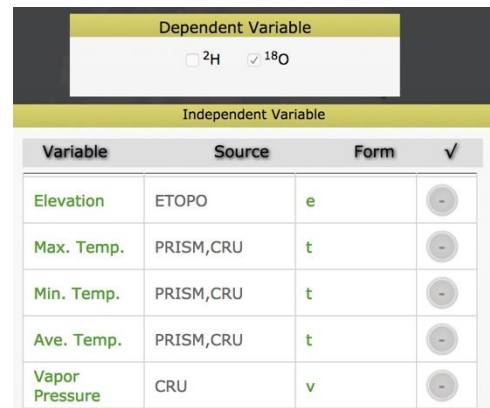 Dependent Variable
²H ¹⁸O
Independent Variable
Variable Source Form √
Elevation ETOPO e -
Max. Temp. PRISM,CRU t -
Min. Temp. PRISM,CRU t -
Ave. Temp. PRISM,CRU t -
Vapor
Pressure CRU v -